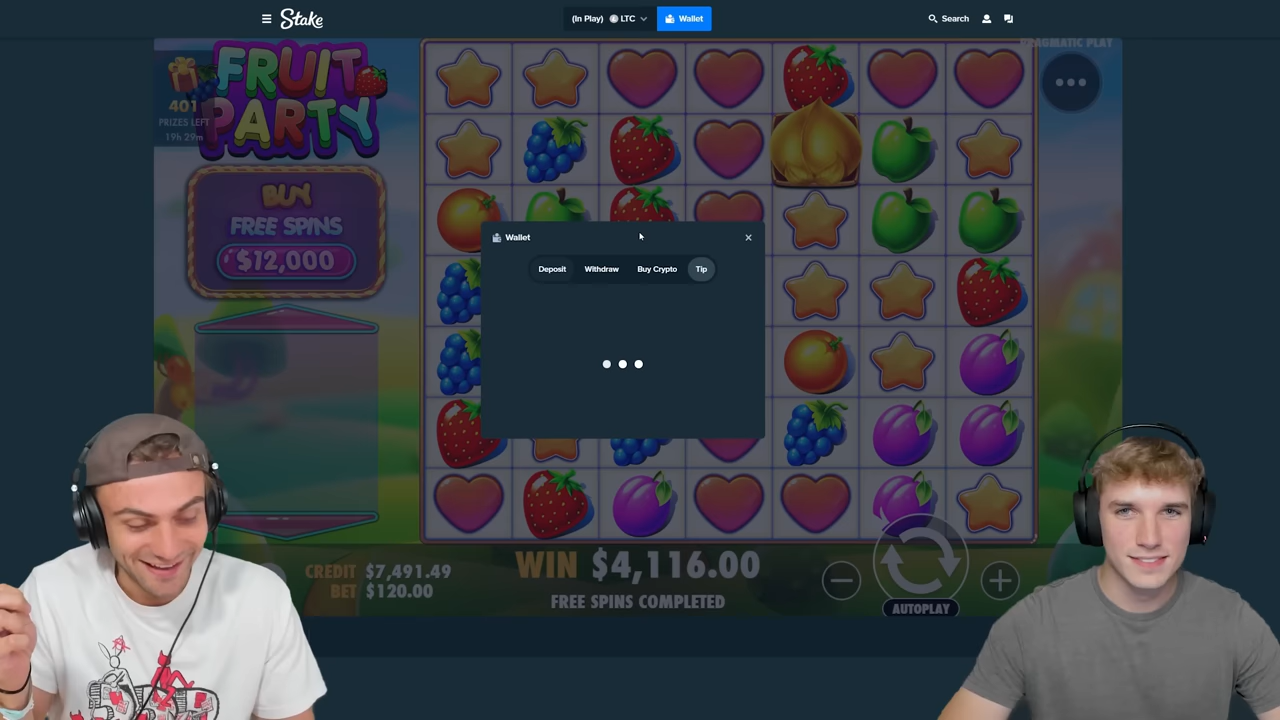 Stake
(In Play) LTC
Wallet
Search
PRAGMATIC PLAY
401
PRIZES LEFT
19h 29m
FRUIT
PARTY
BUY
FREE SPINS
$12,000
Wallet
Deposit
Withdraw
Buy Crypto
Tip
CREDIT $7,491.49
BET $120.00
WIN $4,116.00
FREE SPINS COMPLETED
AUTOPLAY